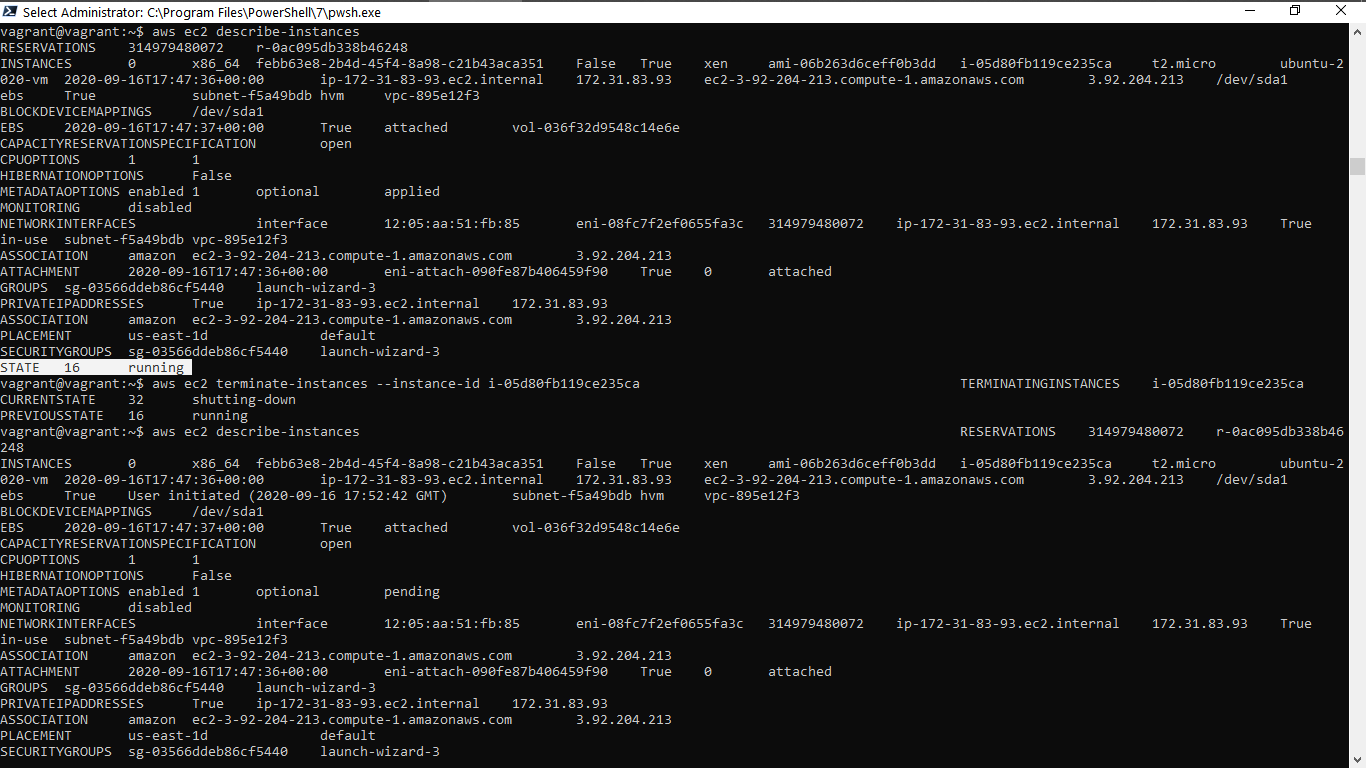 Select Administrator: C:\Program Files\PowerShell\7\pwsh.exe
vagrant@vagrant:~$ aws ec2 describe-instances
RESERVATIONS    314979480072    r-0ac095db338b46248
INSTANCES       0       x86_64  febb63e8-2b4d-45f4-8a98-c21b43aca351    False   True    xen     ami-06b263d6ceff0b3dd   i-05d80fb119ce235ca     t2.micro        ubuntu-2
020-vm  2020-09-16T17:47:36+00:00       ip-172-31-83-93.ec2.internal    172.31.83.93    ec2-3-92-204-213.compute-1.amazonaws.com        3.92.204.213    /dev/sda1
ebs     True            subnet-f5a49bdb hvm     vpc-895e12f3
BLOCKDEVICEMAPPINGS     /dev/sda1
EBS     2020-09-16T17:47:37+00:00       True    attached        vol-036f32d9548c14e6e
CAPACITYRESERVATIONSPECIFICATION        open
CPUOPTIONS      1       1
HIBERNATIONOPTIONS      False
METADATAOPTIONS enabled 1       optional        applied
MONITORING      disabled
NETWORKINTERFACES               interface       12:05:aa:51:fb:85       eni-08fc7f2ef0655fa3c   314979480072    ip-172-31-83-93.ec2.internal    172.31.83.93    True
in-use  subnet-f5a49bdb vpc-895e12f3
ASSOCIATION     amazon  ec2-3-92-204-213.compute-1.amazonaws.com        3.92.204.213
ATTACHMENT      2020-09-16T17:47:36+00:00       eni-attach-090fe87b406459f90    True    0       attached
GROUPS  sg-03566ddeb86cf5440    launch-wizard-3
PRIVATEIPADDRESSES      True    ip-172-31-83-93.ec2.internal    172.31.83.93
ASSOCIATION     amazon  ec2-3-92-204-213.compute-1.amazonaws.com        3.92.204.213
PLACEMENT       us-east-1d              default
SECURITYGROUPS  sg-03566ddeb86cf5440    launch-wizard-3
STATE   16      running
vagrant@vagrant:~$ aws ec2 terminate-instances --instance-id i-05d80fb119ce235ca                                        TERMINATINGINSTANCES    i-05d80fb119ce235ca
CURRENTSTATE    32      shutting-down
PREVIOUSSTATE   16      running
vagrant@vagrant:~$ aws ec2 describe-instances                                                                           RESERVATIONS    314979480072    r-0ac095db338b46
248
INSTANCES       0       x86_64  febb63e8-2b4d-45f4-8a98-c21b43aca351    False   True    xen     ami-06b263d6ceff0b3dd   i-05d80fb119ce235ca     t2.micro        ubuntu-2
020-vm  2020-09-16T17:47:36+00:00       ip-172-31-83-93.ec2.internal    172.31.83.93    ec2-3-92-204-213.compute-1.amazonaws.com        3.92.204.213    /dev/sda1
ebs     True    User initiated (2020-09-16 17:52:42 GMT)        subnet-f5a49bdb hvm     vpc-895e12f3
BLOCKDEVICEMAPPINGS     /dev/sda1
EBS     2020-09-16T17:47:37+00:00       True    attached        vol-036f32d9548c14e6e
CAPACITYRESERVATIONSPECIFICATION        open
CPUOPTIONS      1       1
HIBERNATIONOPTIONS      False
METADATAOPTIONS enabled 1       optional        pending
MONITORING      disabled
NETWORKINTERFACES               interface       12:05:aa:51:fb:85       eni-08fc7f2ef0655fa3c   314979480072    ip-172-31-83-93.ec2.internal    172.31.83.93    True
in-use  subnet-f5a49bdb vpc-895e12f3
ASSOCIATION     amazon  ec2-3-92-204-213.compute-1.amazonaws.com        3.92.204.213
ATTACHMENT      2020-09-16T17:47:36+00:00       eni-attach-090fe87b406459f90    True    0       attached
GROUPS  sg-03566ddeb86cf5440    launch-wizard-3
PRIVATEIPADDRESSES      True    ip-172-31-83-93.ec2.internal    172.31.83.93
ASSOCIATION     amazon  ec2-3-92-204-213.compute-1.amazonaws.com        3.92.204.213
PLACEMENT       us-east-1d              default
SECURITYGROUPS  sg-03566ddeb86cf5440    launch-wizard-3